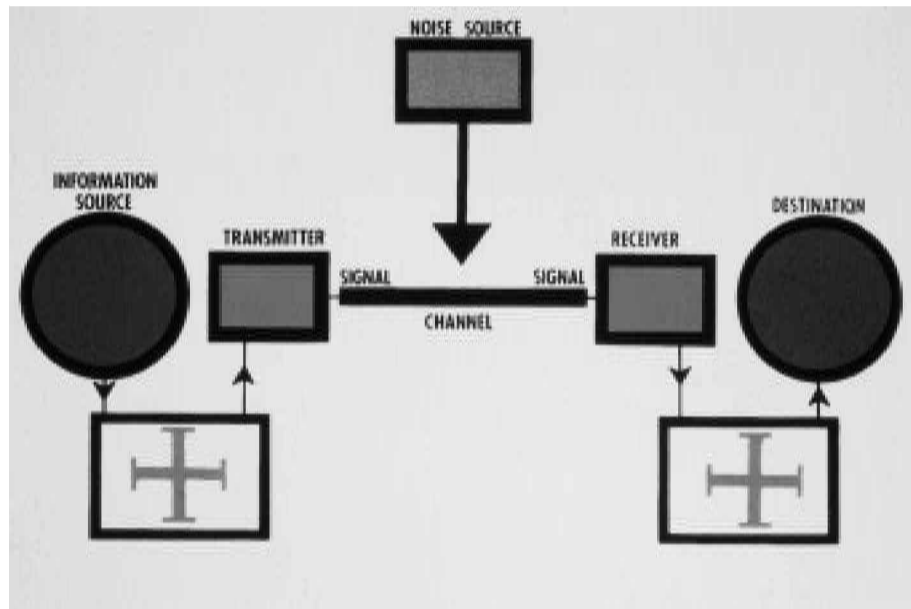 NOISE SOURCE
INFORMATION
SOURCE
DESTINATION
TRANSMITTER
RECEIVER
SIGNAL
SIGNAL
CHANNEL